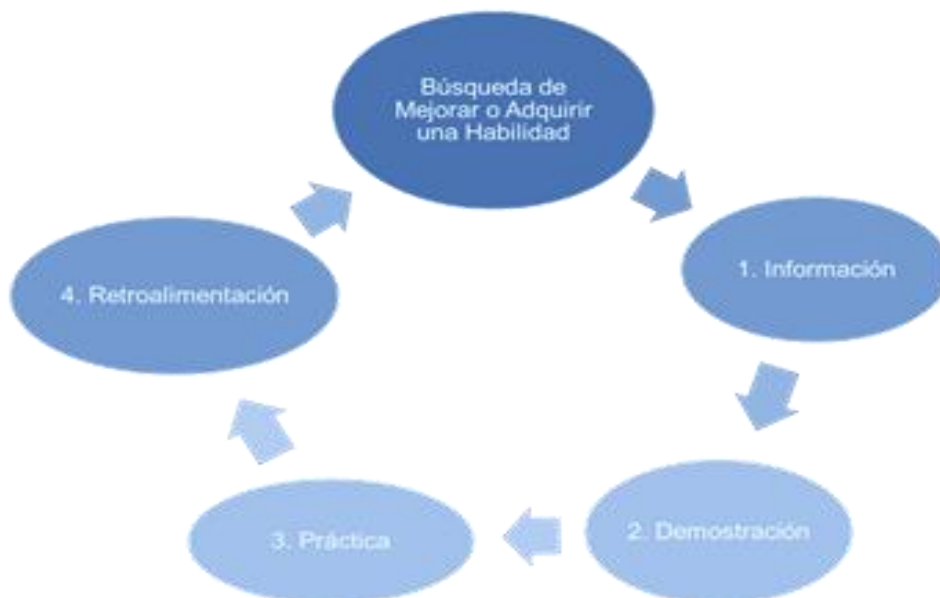 Búsqueda de
Mejorar o Adquirir
una Habilidad
1. Información
2. Demostración
3. Práctica
4. Retroalimentación